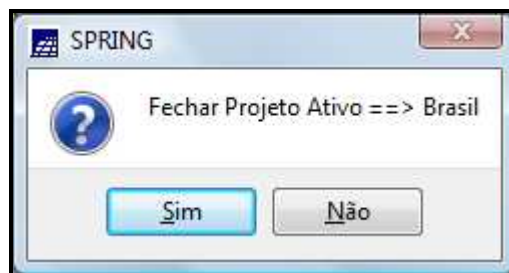 SPRING
Fechar Projeto Ativo ==> Brasil
Sim Não